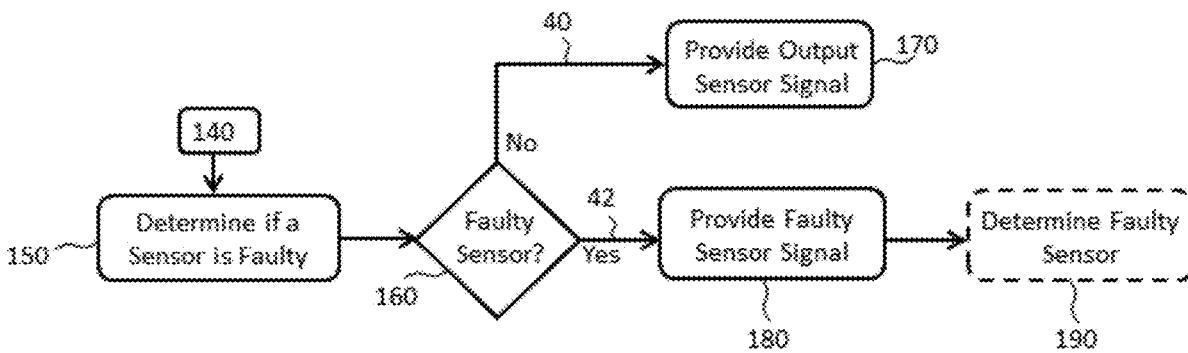 40
Provide Output
Sensor Signal
170
140
No
Determine if a
Sensor is Faulty
150
Faulty
Sensor?
160
42
Yes
Provide Faulty
Sensor Signal
180
Determine Faulty
Sensor
190